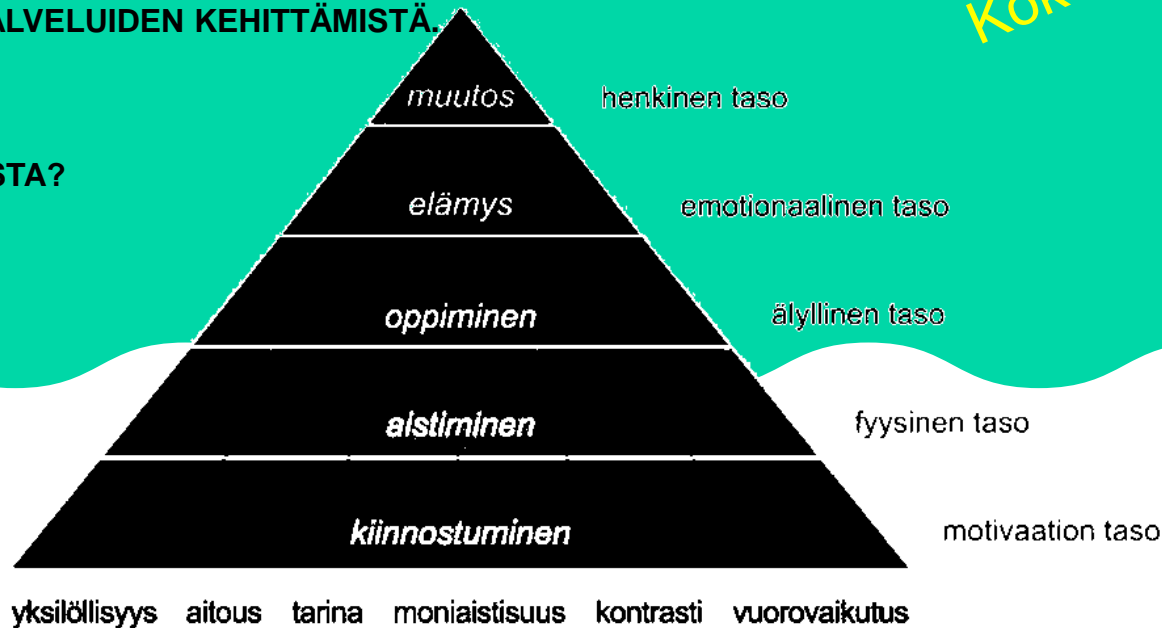 ALVELUIDEN KEHITTÄMISTÄ.
muutos henkinen taso
STA?
elämys emotionaalinen taso
oppiminen älyllinen taso
aistiminen fyysinen taso
kiinnostuminen motivaation taso
yksilöllisyys aitous tarina moniaistisuus kontrasti vuorovaikutus